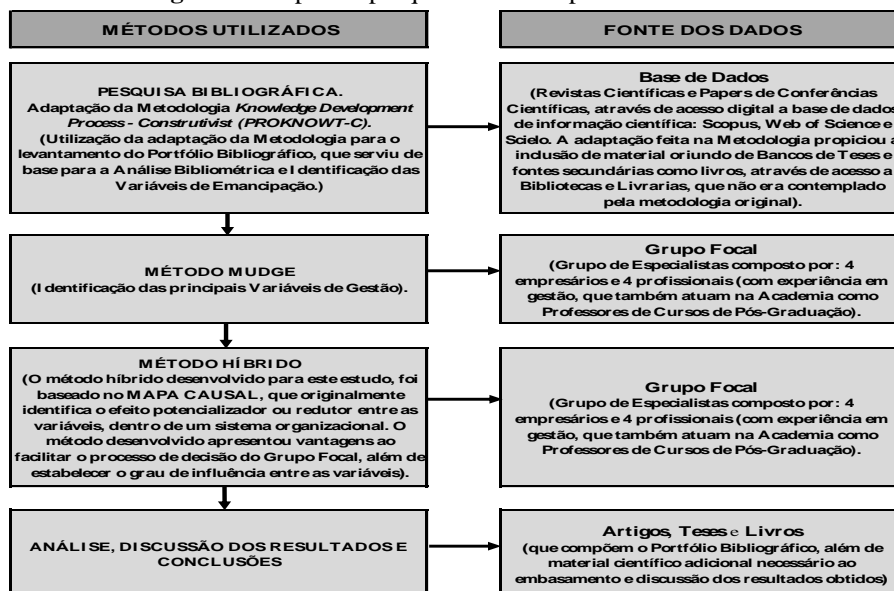 MÉTODOS UTILIZADOS
FONTE DOS DADOS
PESQUISA BIBLIOGRÁFICA.
Adaptação da Metodologia Knowledge Development
Process - Construtivist (PROKNOWT-C).
(Utilização da adaptação da Metodologia para o
levantamento do Portfólio Bibliográfico, que serviu de
base para a Análise Bibliométrica e Identificação das
Variáveis de Emancipação.)
Base de Dados
(Revistas Científicas e Papers de Conferências
Científicas, através de acesso digital a base de dados
de informação científica: Scopus, Web of Science e
Scielo. A adaptação feita na Metodologia propiciou a
inclusão de material oriundo de Bancos de Teses e
fontes secundárias como livros, através de acesso a
Bibliotecas e Livrarias, que não era contemplado
pela metodologia original).
MÉTODO MUDGE
(Identificação das principais Variáveis de Gestão).
Grupo Focal
(Grupo de Especialistas composto por: 4
empresários e 4 profissionais (com experiência em
gestão, que também atuam na Academia como
Professores de Cursos de Pós-Graduação).
MÉTODO HÍBRIDO
(O método híbrido desenvolvido para este estudo, foi
baseado no MAPA CAUSAL, que originalmente
identifica o efeito potencializador ou redutor entre as
variáveis, dentro de um sistema organizacional. O
método desenvolvido apresentou vantagens ao
facilitar o processo de decisão do Grupo Focal, além de
estabelecer o grau de influência entre as variáveis).
Grupo Focal
(Grupo de Especialistas composto por: 4
empresários e 4 profissionais (com experiência em
gestão, que também atuam na Academia como
Professores de Cursos de Pós-Graduação).
ANÁLISE, DISCUSSÃO DOS RESULTADOS E
CONCLUSÕES
Artigos, Teses e Livros
(que compõem o Portfólio Bibliográfico, além de
material científico adicional necessário ao
embasamento e discussão dos resultados obtidos)